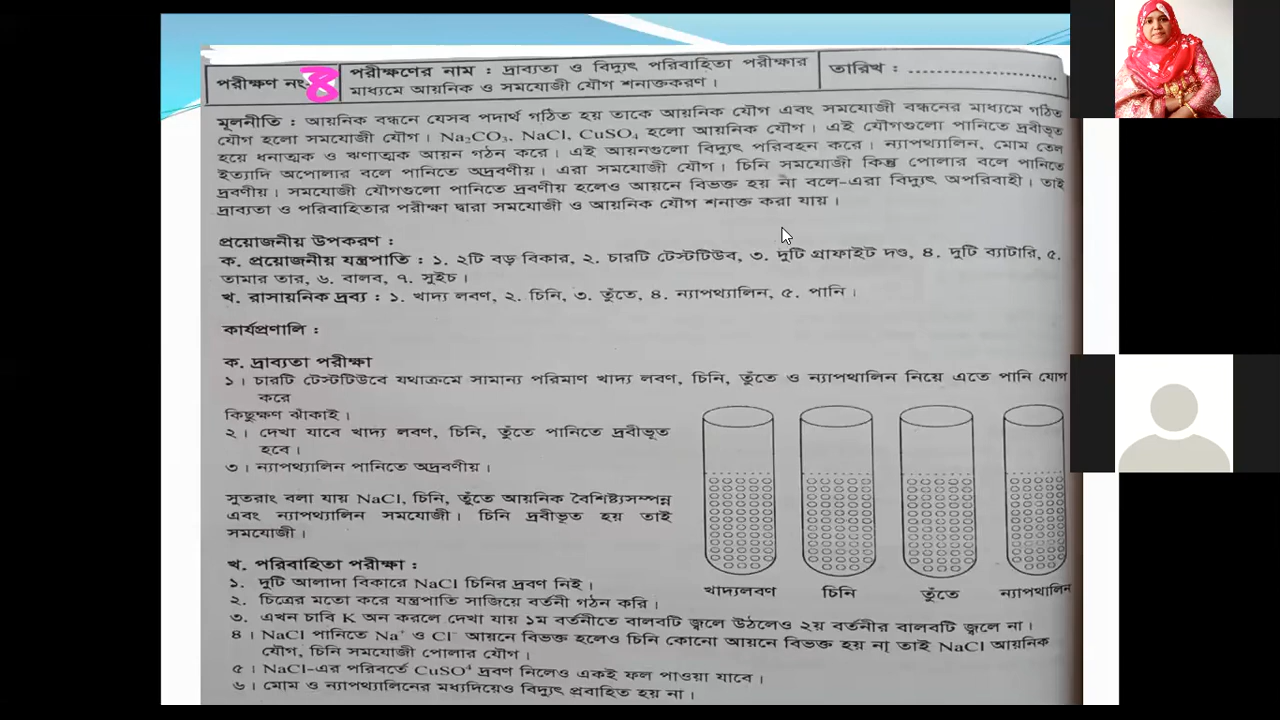 পরীক্ষণ নং- 8
পরীক্ষণের নাম : দ্রাব্যতা ও বিদ্যুৎ পরিবাহিতা পরীক্ষার
মাধ্যমে আয়নিক ও সমযোজী যৌগ শনাক্তকরণ।
তারিখ : ........................
মূলনীতি : আয়নিক বন্ধনে যেসব পদার্থ গঠিত হয় তাকে আয়নিক যৌগ এবং সমযোজী বন্ধনের মাধ্যমে গঠিত
যৌগ হলো সমযোজী যৌগ। Na₂CO₃, NaCl, CuSO₄ হলো আয়নিক যৌগ। এই যৌগগুলো পানিতে দ্রবীভূত
হয়ে ধনাত্মক ও ঋণাত্মক আয়ন গঠন করে। এই আয়নগুলো বিদ্যুৎ পরিবহন করে। ন্যাপথ্যালিন, মোম তেল
ইত্যাদি অপোলার বলে পানিতে অদ্রবণীয়। এরা সমযোজী যৌগ। চিনি সমযোজী কিন্তু পোলার বলে পানিতে
দ্রবণীয়। সমযোজী যৌগগুলো পানিতে দ্রবণীয় হলেও আয়নে বিভক্ত হয় না বলে-এরা বিদ্যুৎ অপরিবাহী। তাই
দ্রাব্যতা ও পরিবাহিতার পরীক্ষা দ্বারা সমযোজী ও আয়নিক যৌগ শনাক্ত করা যায়।
প্রয়োজনীয় উপকরণ :
ক. প্রয়োজনীয় যন্ত্রপাতি : ১. ২টি বড় বিকার, ২. চারটি টেস্টটিউব, ৩. দুটি গ্রাফাইট দণ্ড, ৪. দুটি ব্যাটারি, ৫.
তামার তার, ৬. বালব, ৭. সুইচ।
খ. রাসায়নিক দ্রব্য : ১. খাদ্য লবণ, ২. চিনি, ৩. তুঁতে, ৪. ন্যাপথ্যালিন, ৫. পানি।
কার্যপ্রণালি :
ক. দ্রাব্যতা পরীক্ষা
১। চারটি টেস্টটিউবে যথাক্রমে সামান্য পরিমাণ খাদ্য লবণ, চিনি, তুঁতে ও ন্যাপথালিন নিয়ে এতে পানি যোগ
করে
কিছুক্ষণ ঝাঁকাই।
২। দেখা যাবে খাদ্য লবণ, চিনি, তুঁতে পানিতে দ্রবীভূত
হবে।
৩। ন্যাপথ্যালিন পানিতে অদ্রবণীয়।
সুতরাং বলা যায় NaCl, চিনি, তুঁতে আয়নিক বৈশিষ্ট্যসম্পন্ন
এবং ন্যাপথ্যালিন সমযোজী। চিনি দ্রবীভূত হয় তাই
সমযোজী।
খাদ্যলবণ চিনি তুঁতে ন্যাপথালিন
খ. পরিবাহিতা পরীক্ষা :
১. দুটি আলাদা বিকারে NaCl চিনির দ্রবণ নিই।
২. চিত্রের মতো করে যন্ত্রপাতি সাজিয়ে বর্তনী গঠন করি।
৩. এখন চাবি K অন করলে দেখা যায় ১ম বর্তনীতে বালবটি জ্বলে উঠলেও ২য় বর্তনীর বালবটি জ্বলে না।
৪। NaCl পানিতে Na⁺ ও Cl⁻ আয়নে বিভক্ত হলেও চিনি কোনো আয়নে বিভক্ত হয় না তাই NaCl আয়নিক
যৌগ, চিনি সমযোজী পোলার যৌগ।
৫। NaCl-এর পরিবর্তে CuSO⁴ দ্রবণ নিলেও একই ফল পাওয়া যাবে।
৬। মোম ও ন্যাপথ্যালিনের মধ্যদিয়েও বিদ্যুৎ প্রবাহিত হয় না।